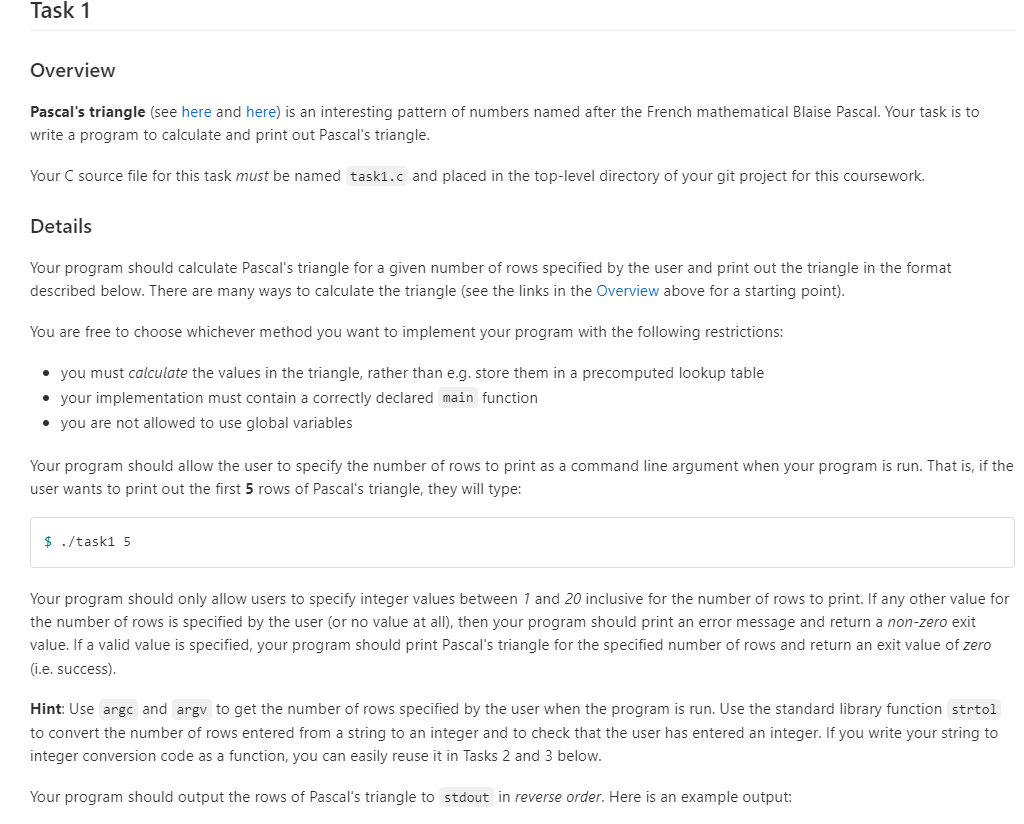 Task 1
Overview
Pascal's triangle (see here and here) is an interesting pattern of numbers named after the French mathematical Blaise Pascal. Your task is to
write a program to calculate and print out Pascal's triangle.
Your C source file for this task must be named task1.c and placed in the top-level directory of your git project for this coursework.
Details
Your program should calculate Pascal's triangle for a given number of rows specified by the user and print out the triangle in the format
described below. There are many ways to calculate the triangle (see the links in the Overview above for a starting point).
You are free to choose whichever method you want to implement your program with the following restrictions:
• you must calculate the values in the triangle, rather than e.g. store them in a precomputed lookup table
• your implementation must contain a correctly declared main function
• you are not allowed to use global variables
Your program should allow the user to specify the number of rows to print as a command line argument when your program is run. That is, if the
user wants to print out the first 5 rows of Pascal's triangle, they will type:
$ ./task1 5
Your program should only allow users to specify integer values between 1 and 20 inclusive for the number of rows to print. If any other value for
the number of rows is specified by the user (or no value at all), then your program should print an error message and return a non-zero exit
value. If a valid value is specified, your program should print Pascal's triangle for the specified number of rows and return an exit value of zero
(i.e. success).
Hint: Use argc and argv to get the number of rows specified by the user when the program is run. Use the standard library function strtol
to convert the number of rows entered from a string to an integer and to check that the user has entered an integer. If you write your string to
integer conversion code as a function, you can easily reuse it in Tasks 2 and 3 below.
Your program should output the rows of Pascal's triangle to stdout in reverse order. Here is an example output: